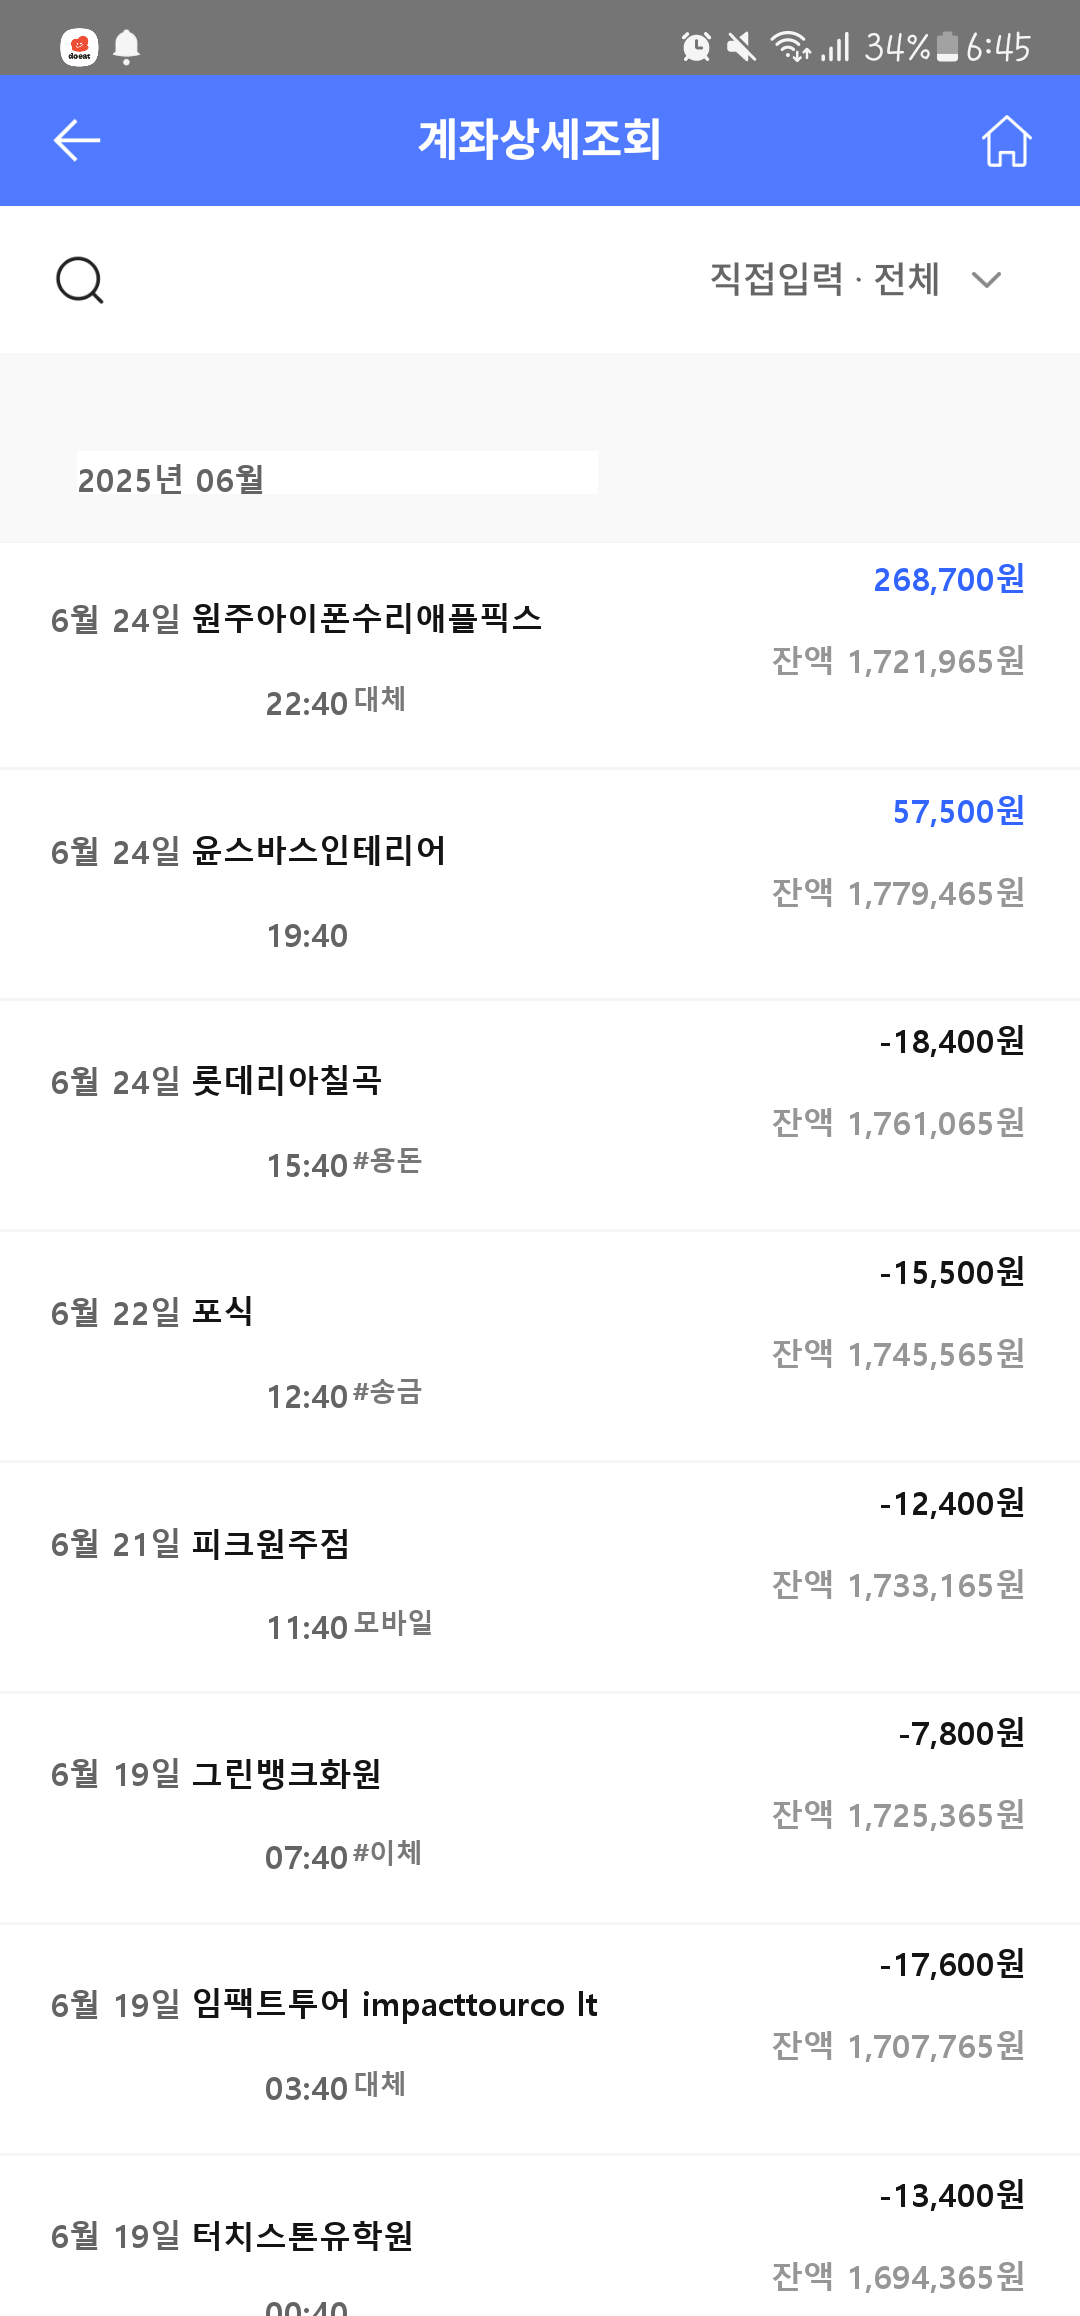 doeat
34% 6:45
계좌상세조회
직접입력 · 전체
2025년 06월
268,700원
6월 24일 원주아이폰수리애플픽스
잔액 1,721,965원
22:40 대체
57,500원
6월 24일 윤스바스인테리어
잔액 1,779,465원
19:40
-18,400원
6월 24일 롯데리아칠곡
잔액 1,761,065원
15:40 #용돈
-15,500원
6월 22일 포식
잔액 1,745,565원
12:40 #송금
-12,400원
6월 21일 피크원주점
잔액 1,733,165원
11:40 모바일
-7,800원
6월 19일 그린뱅크화원
잔액 1,725,365원
07:40 #이체
-17,600원
6월 19일 임팩트투어 impacttourco lt
잔액 1,707,765원
03:40 대체
-13,400원
6월 19일 터치스톤유학원
잔액 1,694,365원
00:40